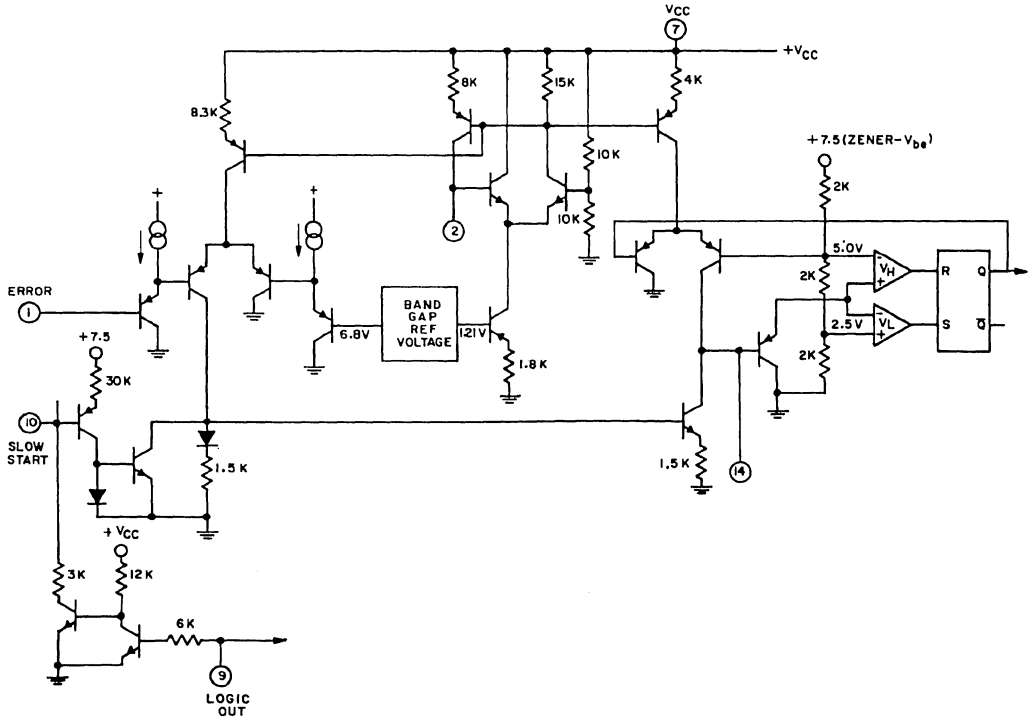 VCC
7
+VCC
8K
15K
4K
8.3K
+7.5 (ZENER-Vbe)
10K
2K
10K
+
+
2
5.0V
VH
-
+
R
Q
2K
ERROR
1
BAND
GAP
REF
VOLTAGE
6.8V
1.21V
2.5V
VL
-
+
S
Q̅
+7.5
1.8K
2K
30K
10
SLOW
START
1.5K
1.5K
14
+ VCC
3K
12K
6K
9
LOGIC
OUT